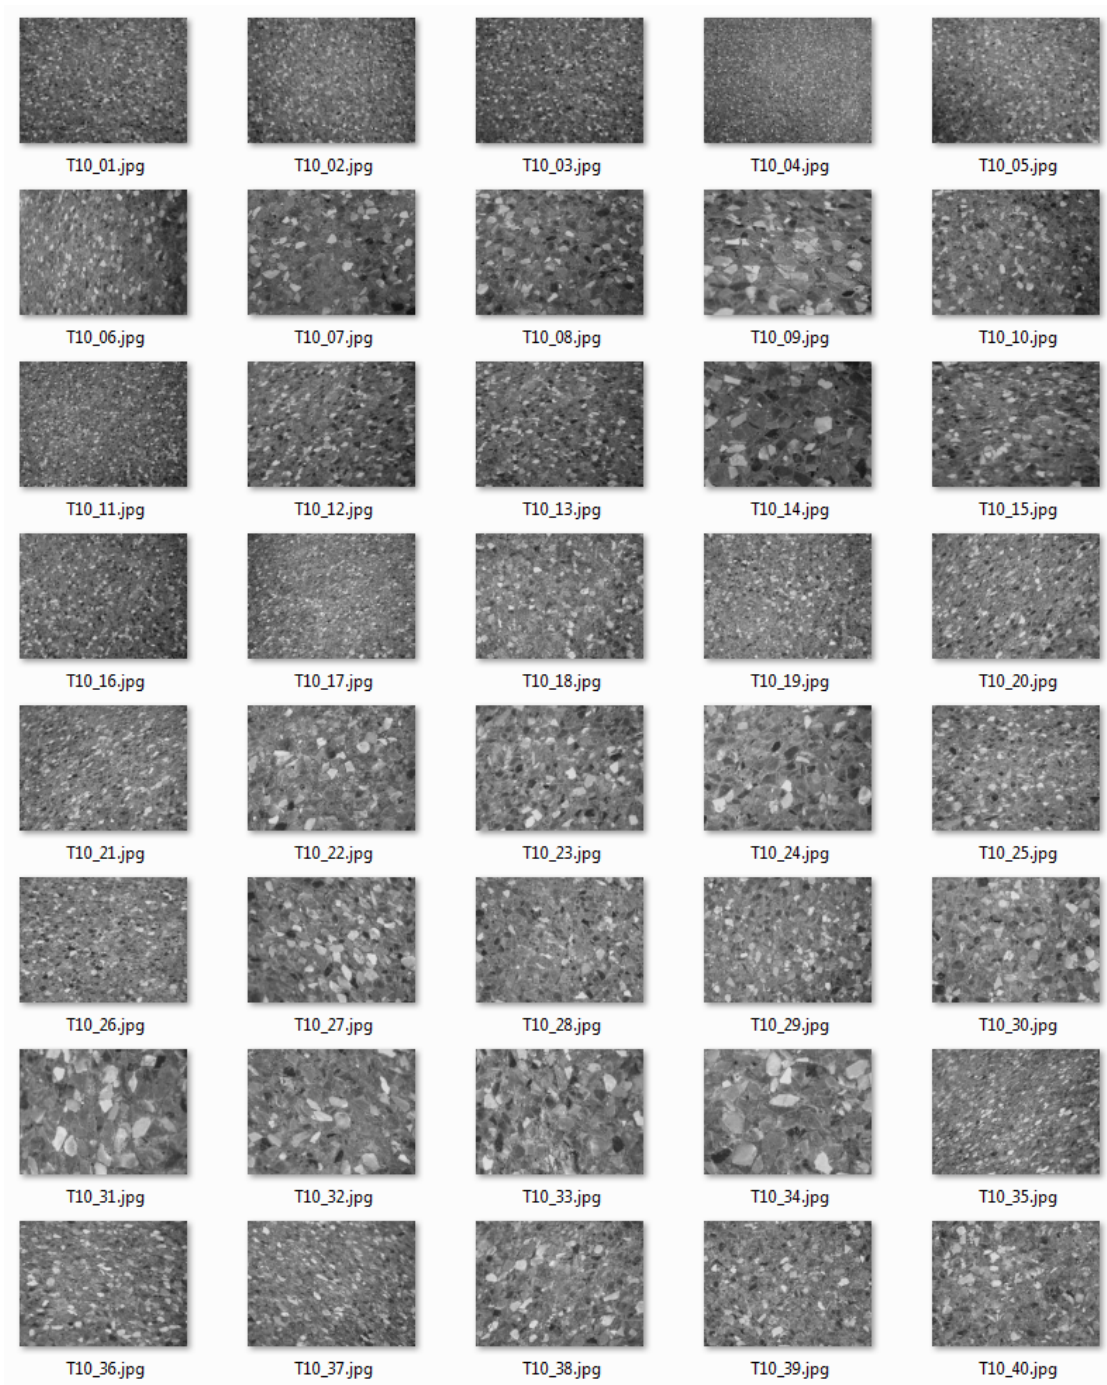 T10_01.jpg T10_02.jpg T10_03.jpg T10_04.jpg T10_05.jpg
T10_06.jpg T10_07.jpg T10_08.jpg T10_09.jpg T10_10.jpg
T10_11.jpg T10_12.jpg T10_13.jpg T10_14.jpg T10_15.jpg
T10_16.jpg T10_17.jpg T10_18.jpg T10_19.jpg T10_20.jpg
T10_21.jpg T10_22.jpg T10_23.jpg T10_24.jpg T10_25.jpg
T10_26.jpg T10_27.jpg T10_28.jpg T10_29.jpg T10_30.jpg
T10_31.jpg T10_32.jpg T10_33.jpg T10_34.jpg T10_35.jpg
T10_36.jpg T10_37.jpg T10_38.jpg T10_39.jpg T10_40.jpg